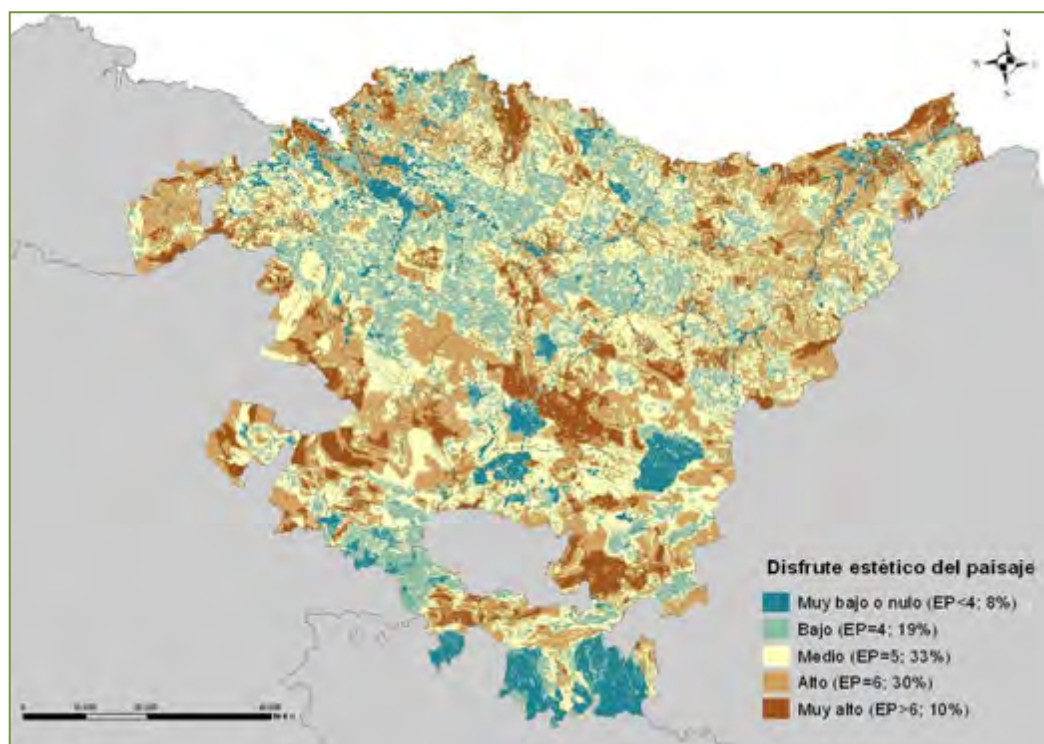 N
S
Disfrute estético del paisaje
Muy bajo o nulo (EP<4; 8%)
Bajo (EP=4; 19%)
Medio (EP=5; 33%)
Alto (EP=6; 30%)
Muy alto (EP>6; 10%)
0